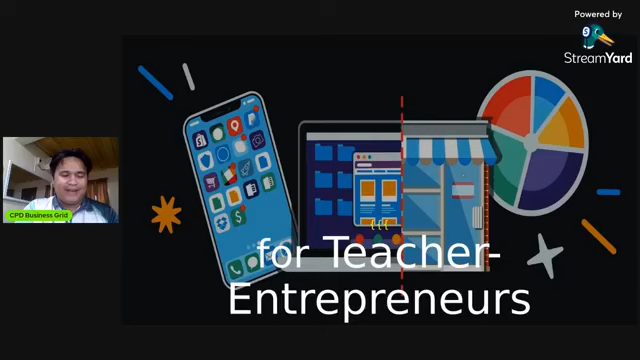 Powered by
StreamYard
CPD Business Grid
for Teacher-
Entrepreneurs